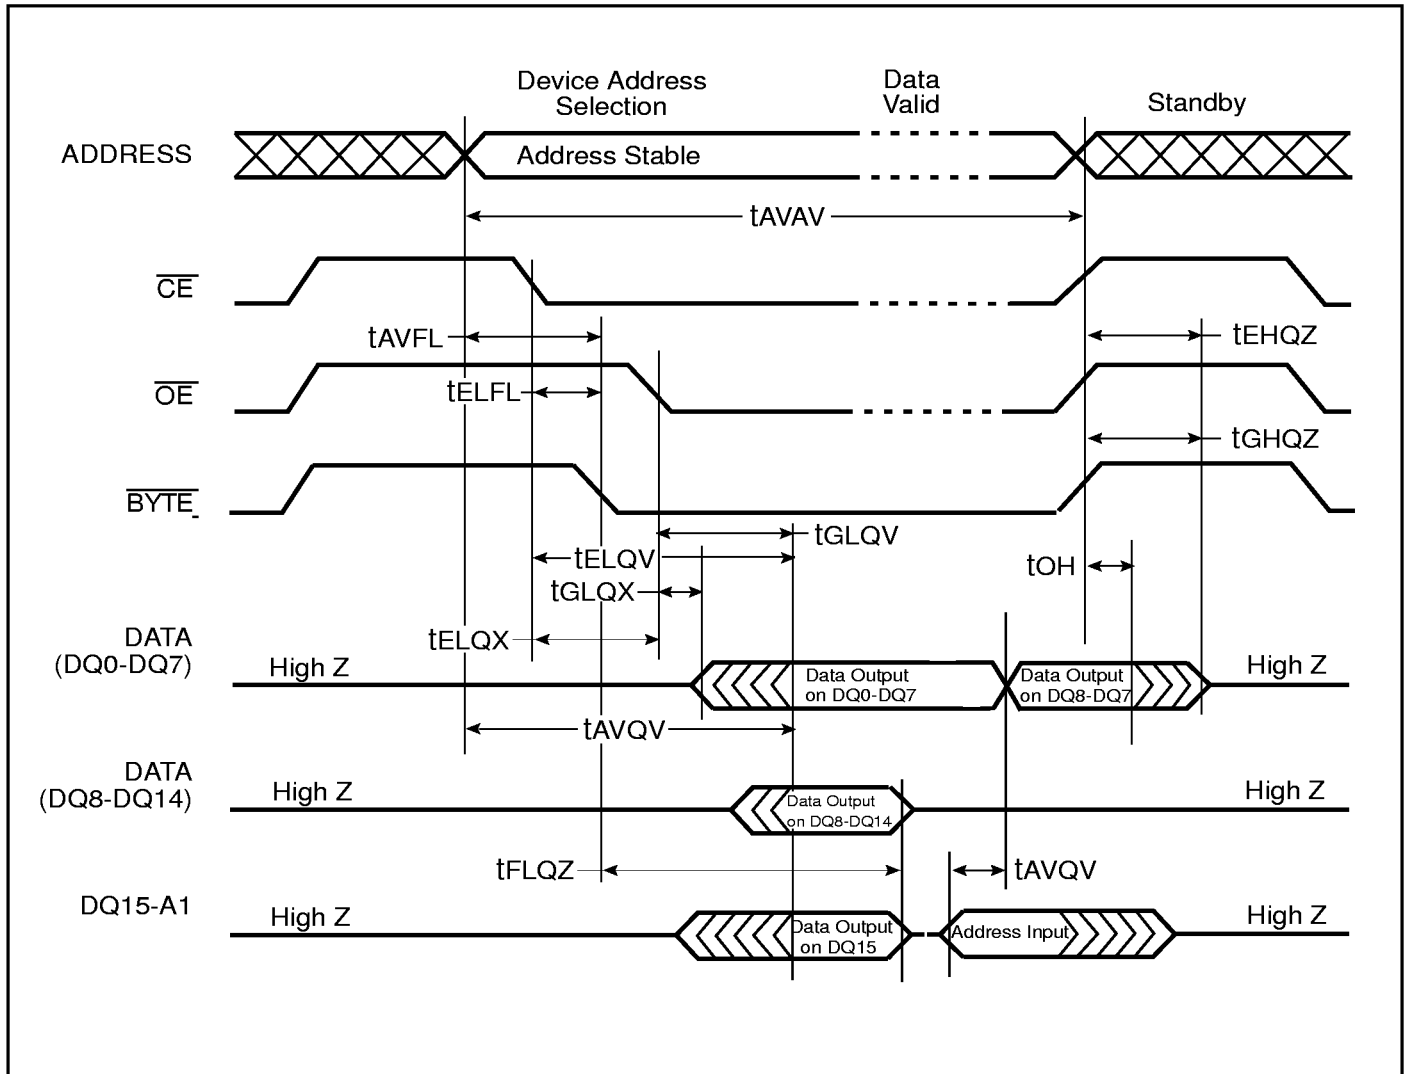 Device Address
Selection
Data
Valid
Standby
ADDRESS
Address Stable
tAVAV
CE
tAVFL
tEHQZ
OE
tELFL
tGHQZ
BYTE
tGLQV
tELQV
tOH
tGLQX
DATA
(DQ0-DQ7)
tELQX
High Z
Data Output
on DQ0-DQ7
Data Output
on DQ8-DQ7
High Z
tAVQV
DATA
(DQ8-DQ14)
High Z
Data Output
on DQ8-DQ14
High Z
tFLQZ
tAVQV
DQ15-A1
High Z
Data Output
on DQ15
Address Input
High Z